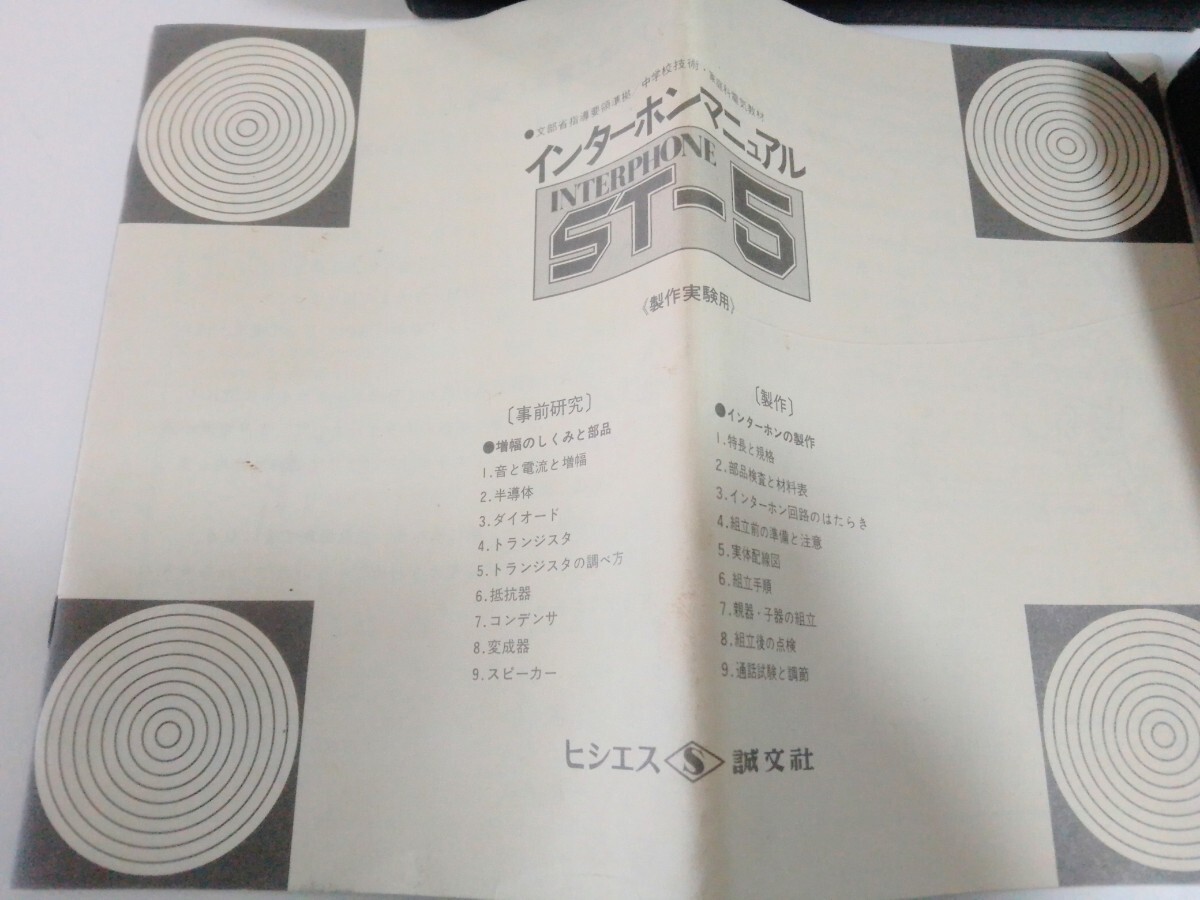 ●文部省指導要領準拠 中学校技術・家庭科電気教材
インターホンマニュアル
INTERPHONE
ST-5
《製作実験用》
〔事前研究〕
●増幅のしくみと部品
1.音と電流と増幅
2.半導体
3.ダイオード
4.トランジスタ
5.トランジスタの調べ方
6.抵抗器
7.コンデンサ
8.変成器
9.スピーカー
〔製作〕
●インターホンの製作
1.特長と規格
2.部品検査と材料表
3.インターホン回路のはたらき
4.組立前の準備と注意
5.実体配線図
6.組立手順
7.親器・子器の組立
8.組立後の点検
9.通話試験と調節
ヒシエス S 誠文社